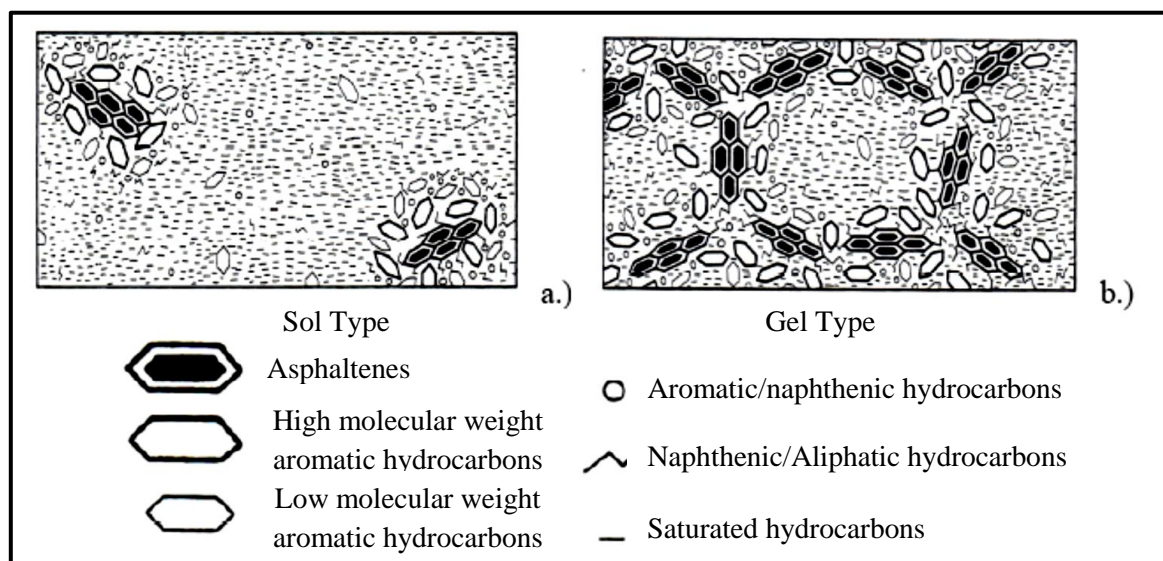 a.)
b.)
Sol Type
Gel Type
Asphaltenes
High molecular weight
aromatic hydrocarbons
Low molecular weight
aromatic hydrocarbons
Aromatic/naphthenic hydrocarbons
Naphthenic/Aliphatic hydrocarbons
Saturated hydrocarbons